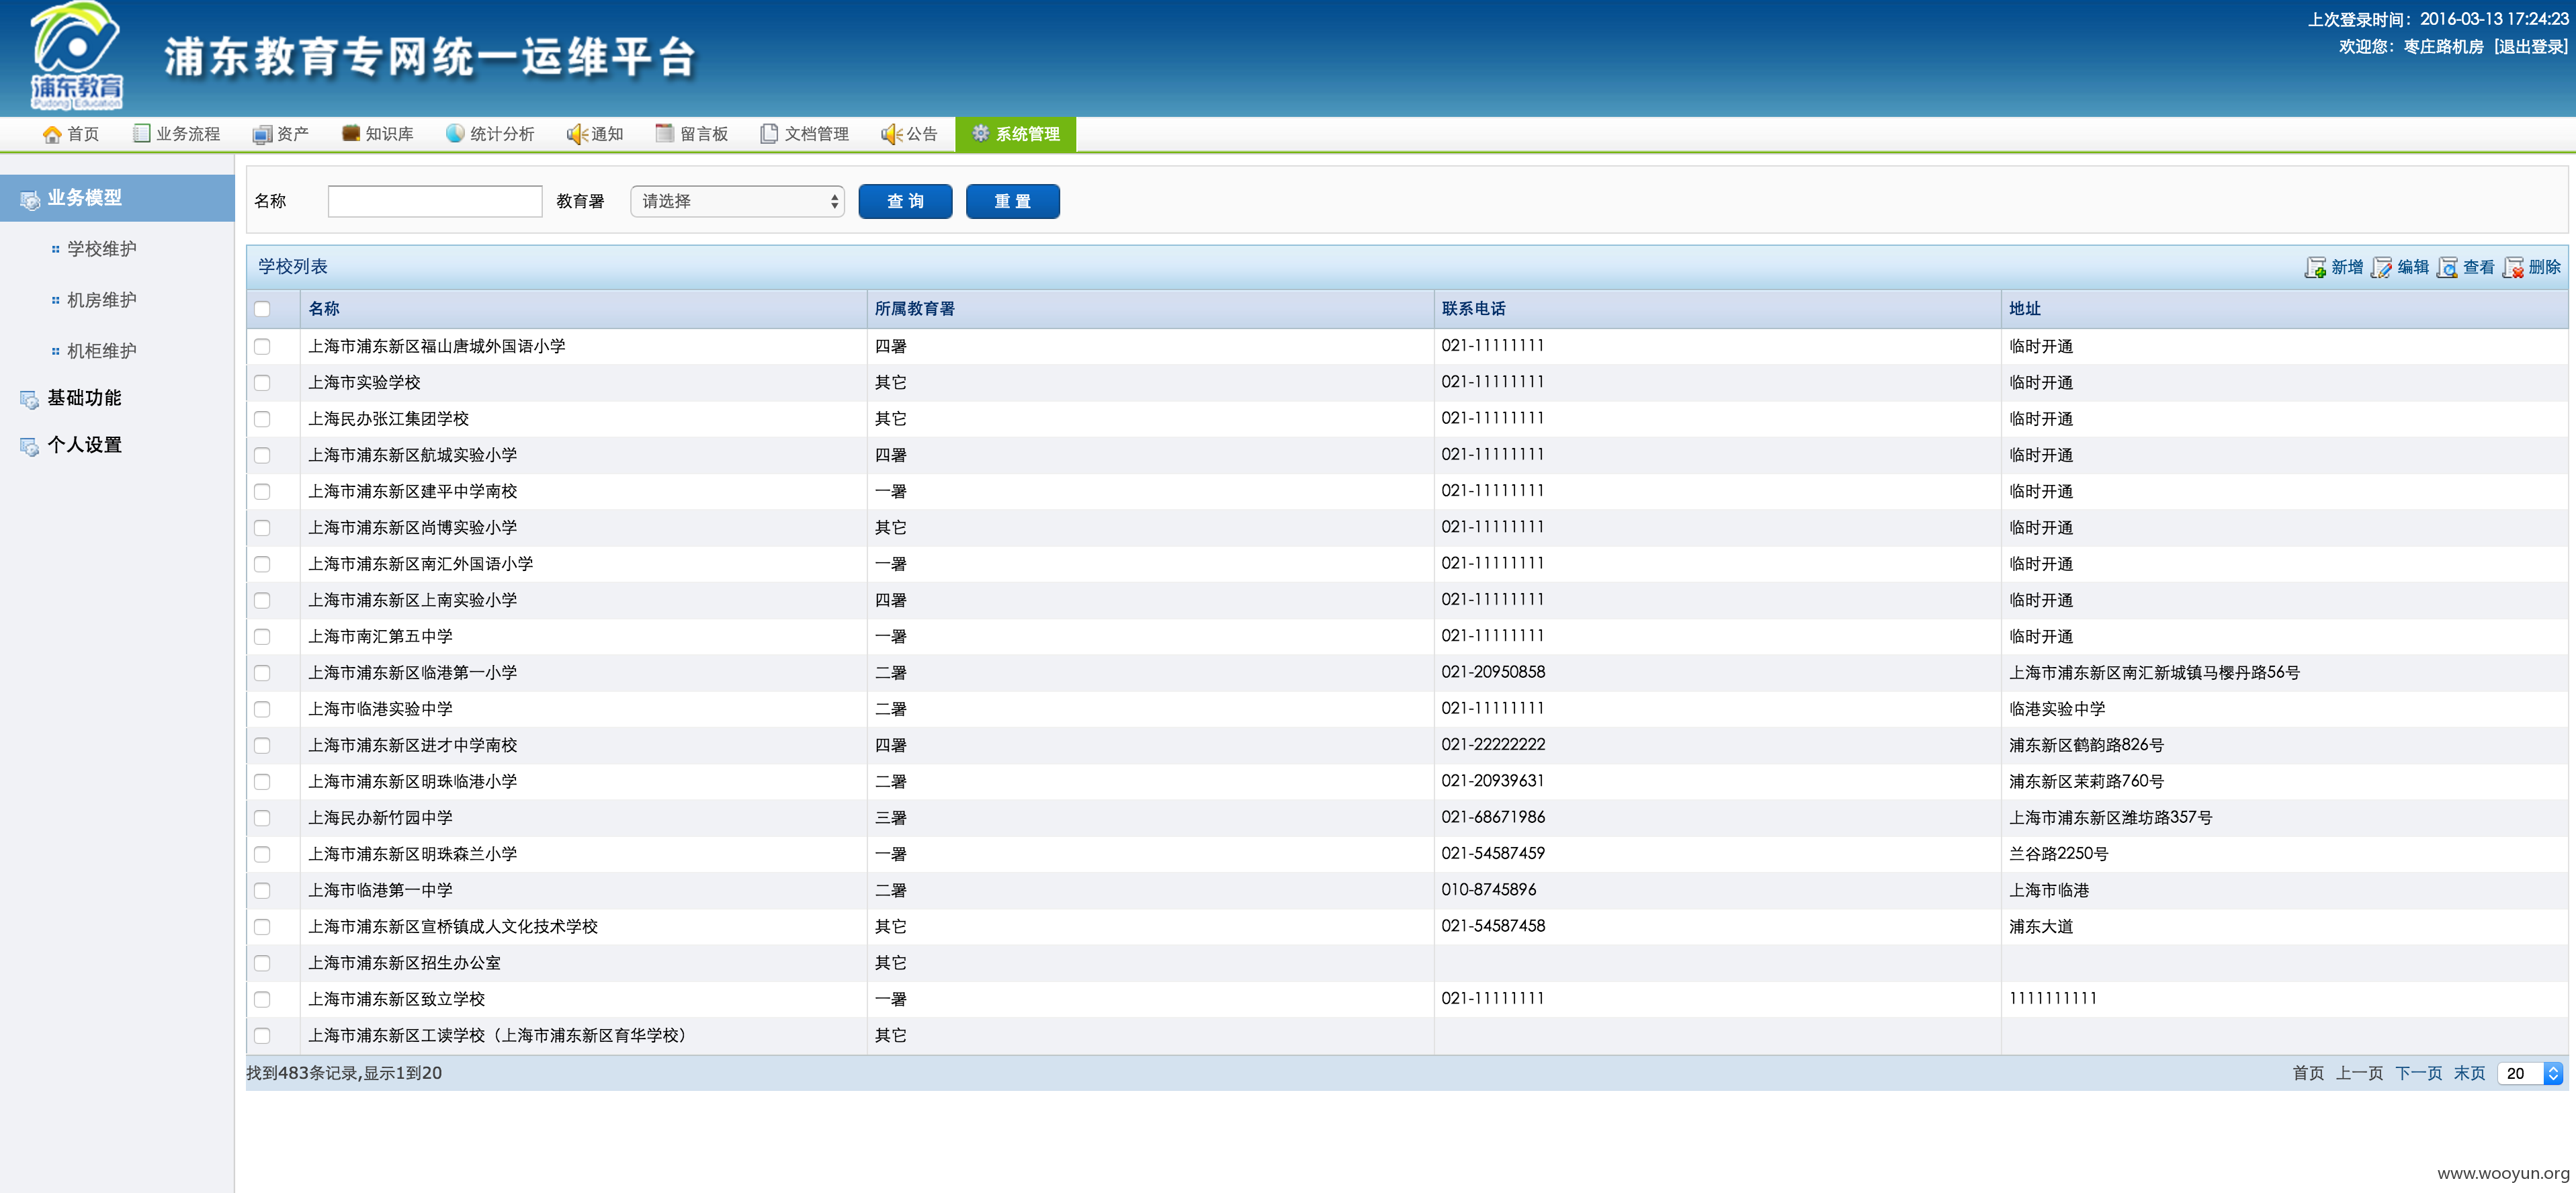 上次登录时间：2016-03-13 17:24:23
浦东教育专网统一运维平台
欢迎您：枣庄路机房 [退出登录]
浦东教育
Pudong Education
首页 业务流程 资产 知识库 统计分析 通知 留言板 文档管理 公告 系统管理
业务模型
学校维护
机房维护
机柜维护
基础功能
个人设置
名称 教育署 请选择 查 询 重 置
学校列表 新增 编辑 查看 删除
名称 所属教育署 联系电话 地址
上海市浦东新区福山唐城外国语小学 四署 021-11111111 临时开通
上海市实验学校 其它 021-11111111 临时开通
上海民办张江集团学校 其它 021-11111111 临时开通
上海市浦东新区航城实验小学 四署 021-11111111 临时开通
上海市浦东新区建平中学南校 一署 021-11111111 临时开通
上海市浦东新区尚博实验小学 其它 021-11111111 临时开通
上海市浦东新区南汇外国语小学 一署 021-11111111 临时开通
上海市浦东新区上南实验小学 四署 021-11111111 临时开通
上海市南汇第五中学 一署 021-11111111 临时开通
上海市浦东新区临港第一小学 二署 021-20950858 上海市浦东新区南汇新城镇马樱丹路56号
上海市临港实验中学 二署 021-11111111 临港实验中学
上海市浦东新区进才中学南校 四署 021-22222222 浦东新区鹤韵路826号
上海市浦东新区明珠临港小学 二署 021-20939631 浦东新区茉莉路760号
上海民办新竹园中学 三署 021-68671986 上海市浦东新区潍坊路357号
上海市浦东新区明珠森兰小学 一署 021-54587459 兰谷路2250号
上海市临港第一中学 二署 010-8745896 上海市临港
上海市浦东新区宣桥镇成人文化技术学校 其它 021-54587458 浦东大道
上海市浦东新区招生办公室 其它
上海市浦东新区致立学校 一署 021-11111111 1111111111
上海市浦东新区工读学校（上海市浦东新区育华学校） 其它
找到483条记录,显示1到20 首页 上一页 下一页 末页 20
www.wooyun.org